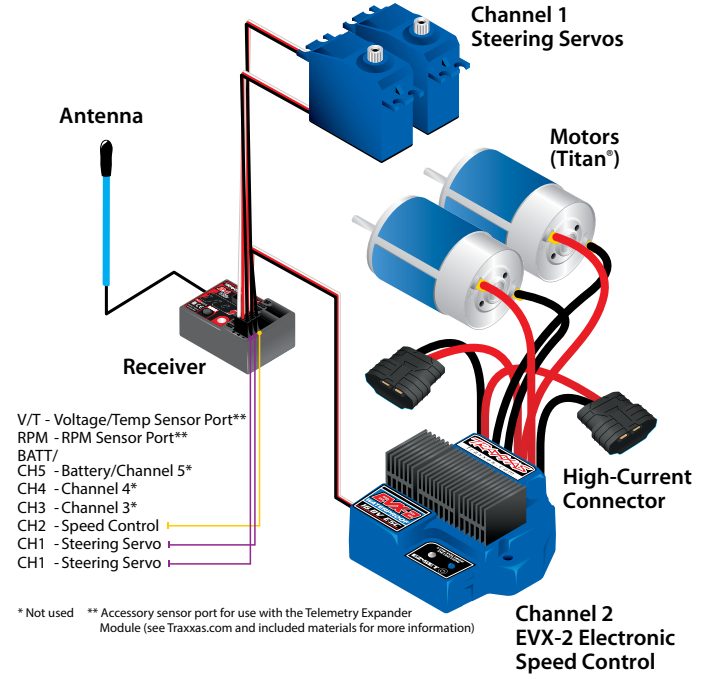 Channel 1
Steering Servos
Antenna
Motors
(Titan®)
Receiver
V/T - Voltage/Temp Sensor Port**
RPM - RPM Sensor Port**
BATT/
CH5 - Battery/Channel 5*
CH4 - Channel 4*
CH3 - Channel 3*
CH2 - Speed Control
CH1 - Steering Servo
CH1 - Steering Servo
High-Current
Connector
TRAXXAS
EVX-2
WATERPROOF
EZ-SET
* Not used ** Accessory sensor port for use with the Telemetry Expander
Module (see Traxxas.com and included materials for more information)
Channel 2
EVX-2 Electronic
Speed Control